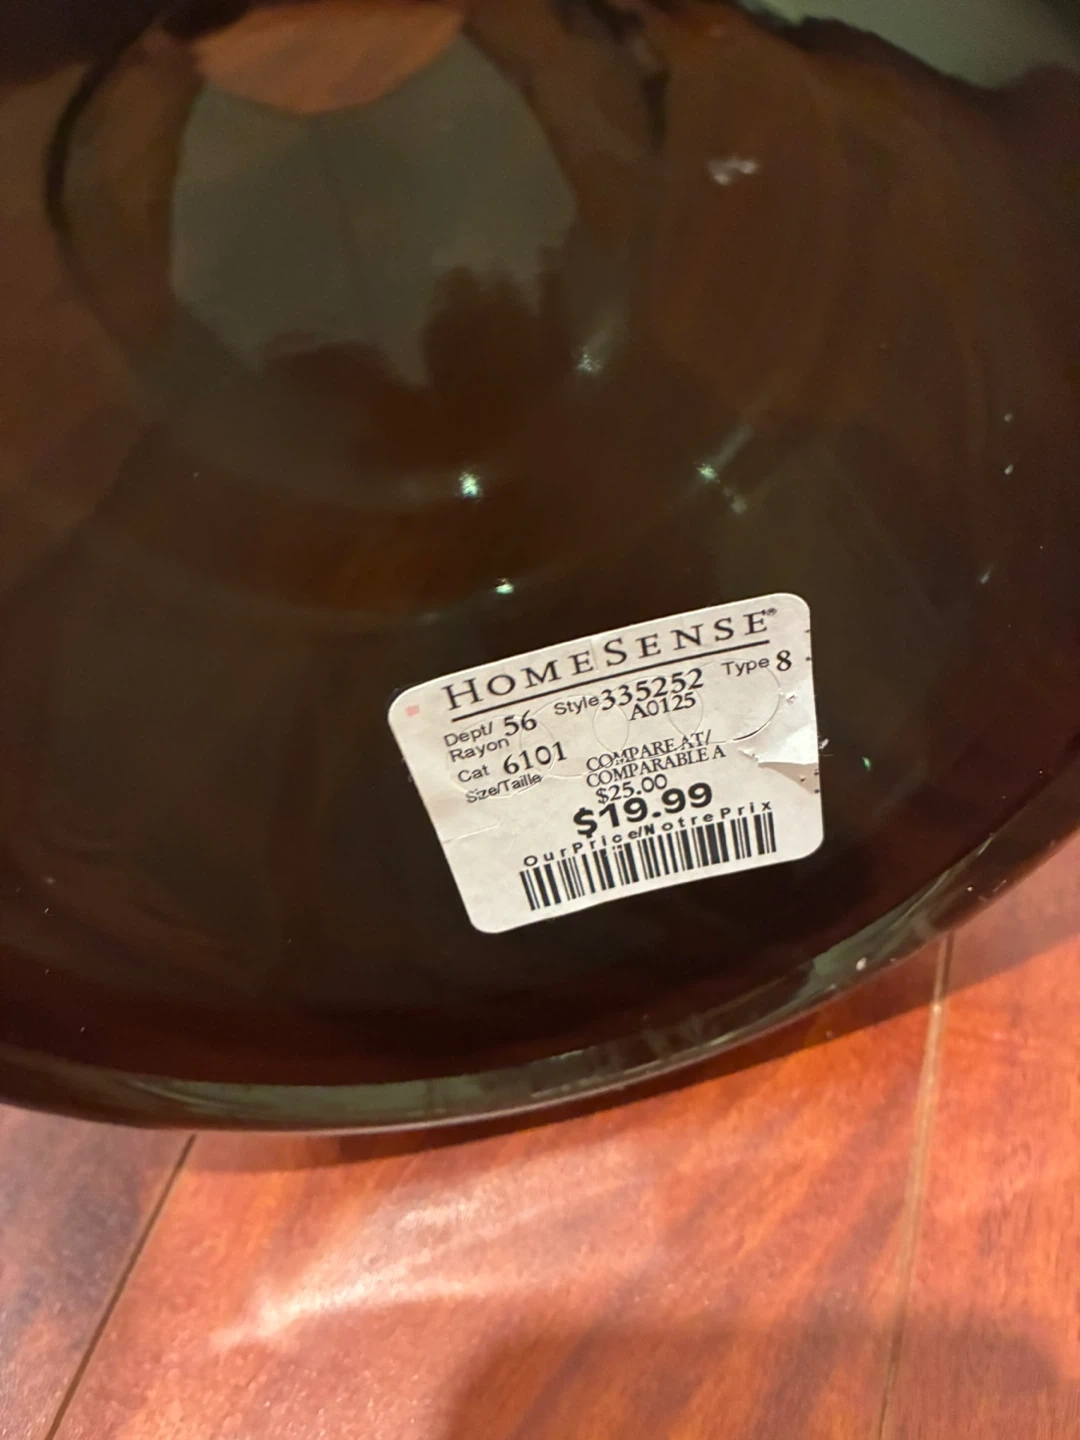 HOMESENSE®
Dept/ Rayon 56 Style 335252 Type 8
A0125
Cat 6101 COMPARE AT/
Size/Taille COMPARABLE A
$25.00
$19.99
OurPrice/NotrePrix